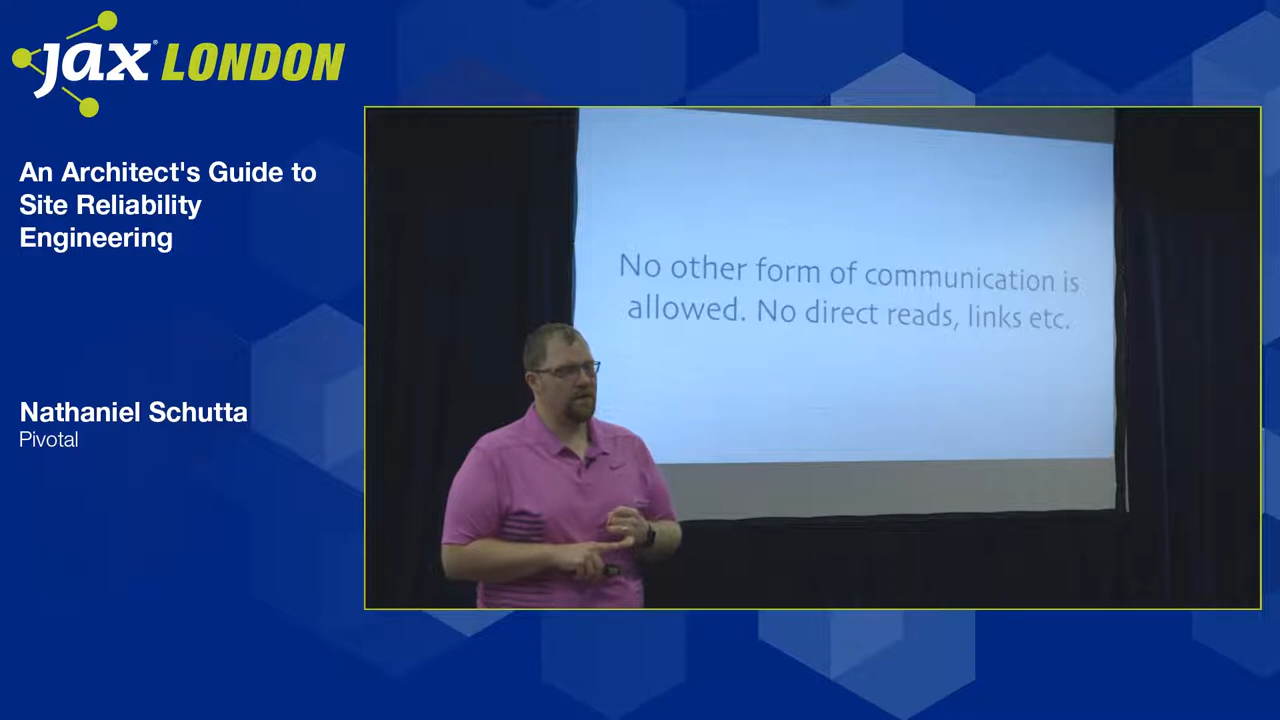 jax LONDON
An Architect's Guide to
Site Reliability
Engineering
Nathaniel Schutta
Pivotal
No other form of communication is
allowed. No direct reads, links etc.